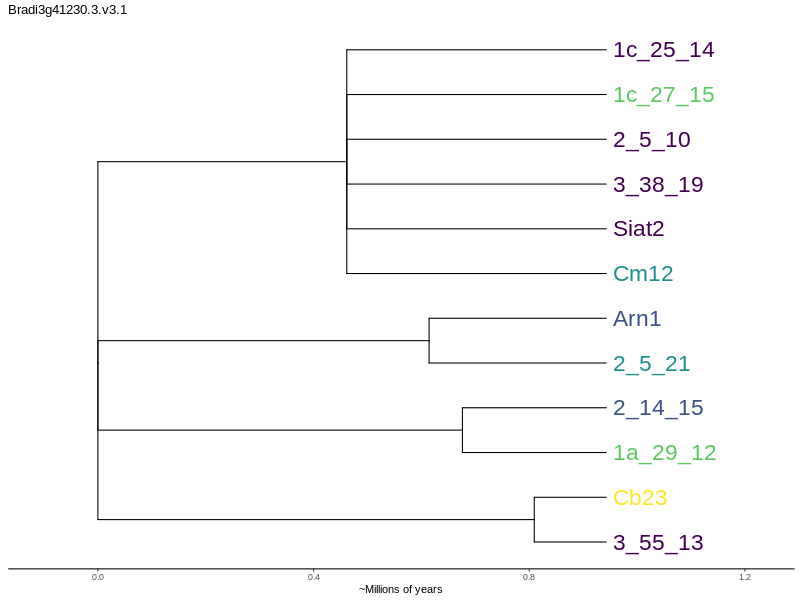 Bradi3g41230.3.v3.1
1c_25_14
1c_27_15
2_5_10
3_38_19
Siat2
Cm12
Arn1
2_5_21
2_14_15
1a_29_12
Cb23
3_55_13
0.0 0.4 0.8 1.2
~Millions of years